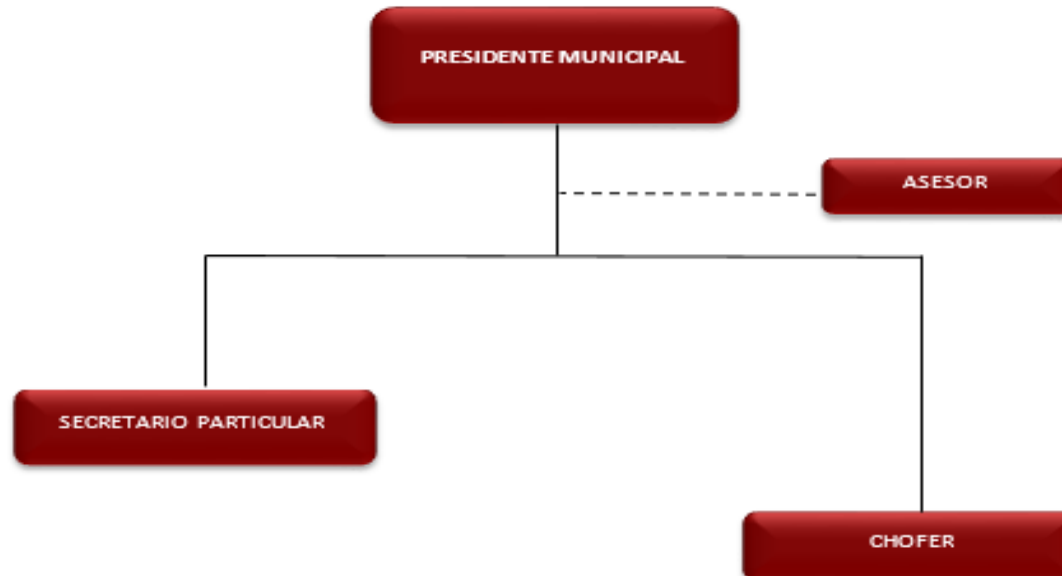 PRESIDENTE MUNICIPAL
ASESOR
SECRETARIO PARTICULAR
CHOFER